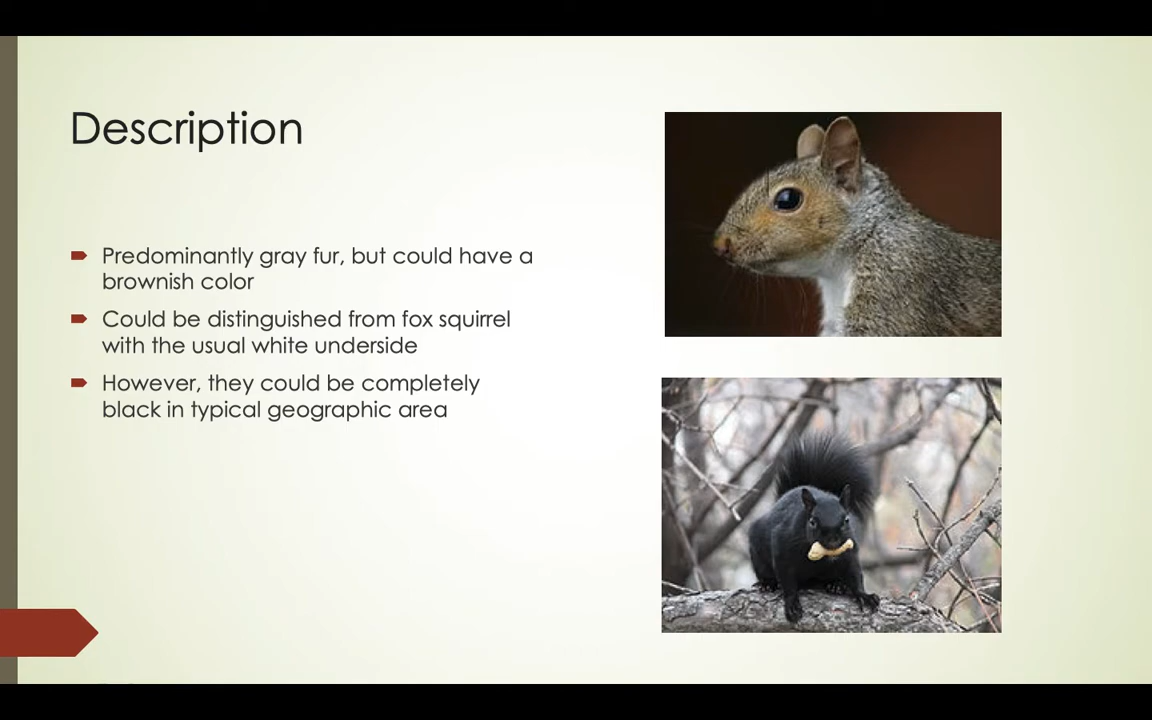 Description
Predominantly gray fur, but could have a
brownish color
Could be distinguished from fox squirrel
with the usual white underside
However, they could be completely
black in typical geographic area